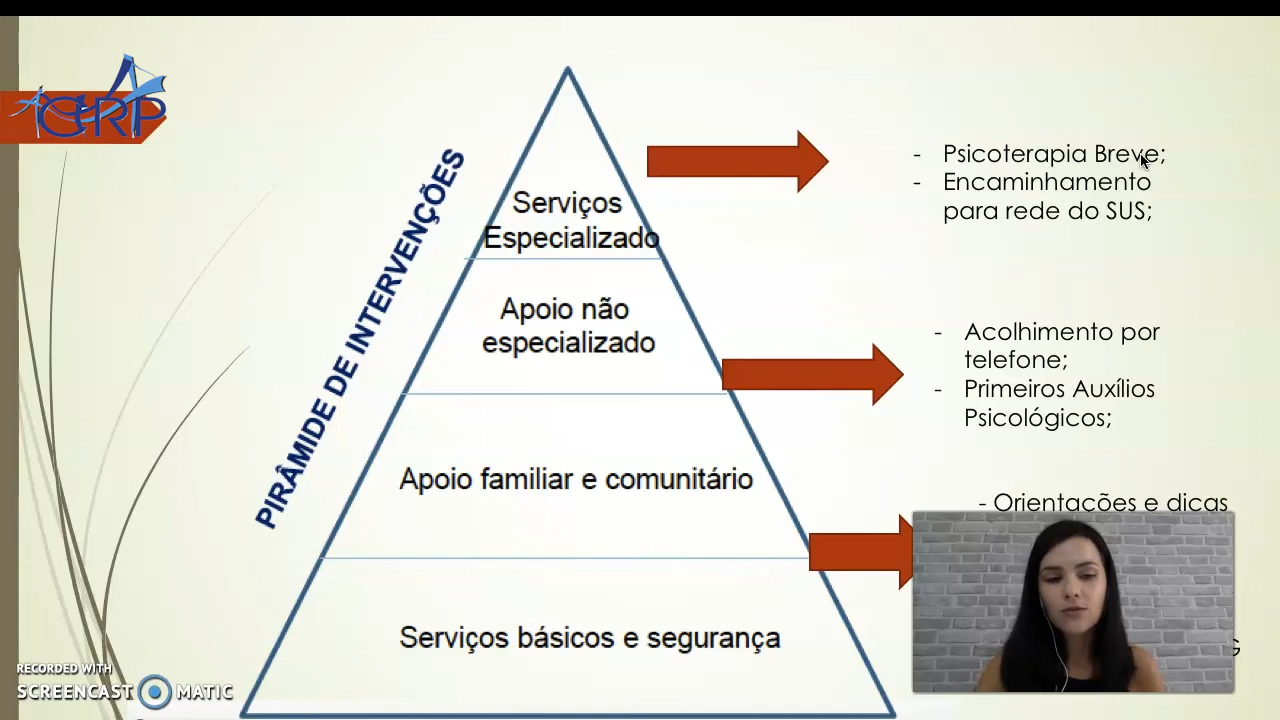 CHRP
PIRÂMIDE DE INTERVENÇÕES
Serviços
Especializado
Apoio não
especializado
Apoio familiar e comunitário
Serviços básicos e segurança
- Psicoterapia Breve;
- Encaminhamento
para rede do SUS;
- Acolhimento por
telefone;
- Primeiros Auxílios
Psicológicos;
- Orientações e dicas
G
RECORDED WITH
SCREENCAST MATIC